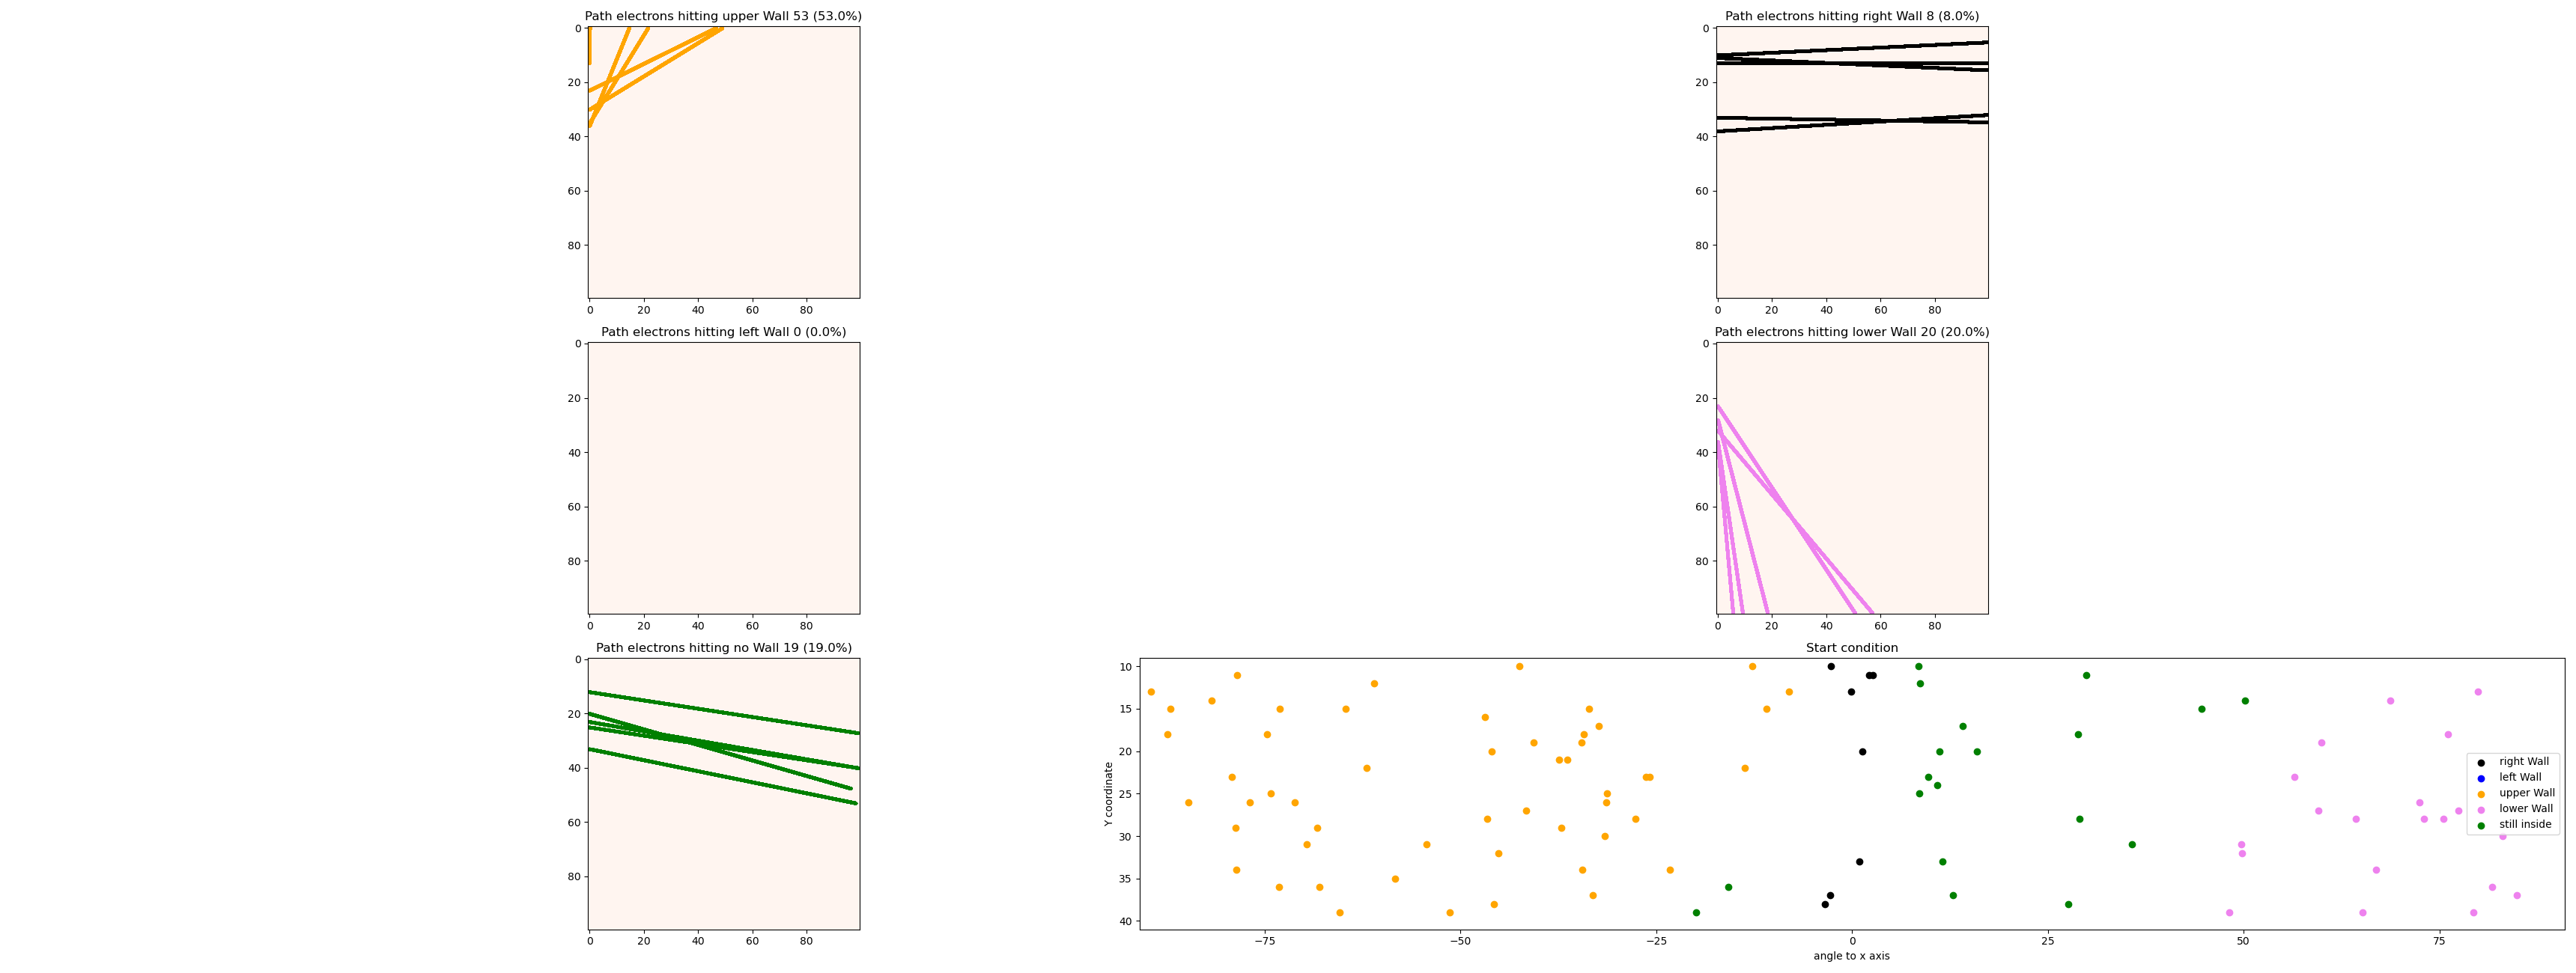 Path electrons hitting upper Wall 53 (53.0%)
0
20
40
60
80
0 20 40 60 80
Path electrons hitting right Wall 8 (8.0%)
0
20
40
60
80
0 20 40 60 80
Path electrons hitting left Wall 0 (0.0%)
0
20
40
60
80
0 20 40 60 80
Path electrons hitting lower Wall 20 (20.0%)
0
20
40
60
80
0 20 40 60 80
Path electrons hitting no Wall 19 (19.0%)
0
20
40
60
80
0 20 40 60 80
Start condition
Y coordinate
10
15
20
25
30
35
40
−75 −50 −25 0 25 50 75
angle to x axis
right Wall
left Wall
upper Wall
lower Wall
still inside